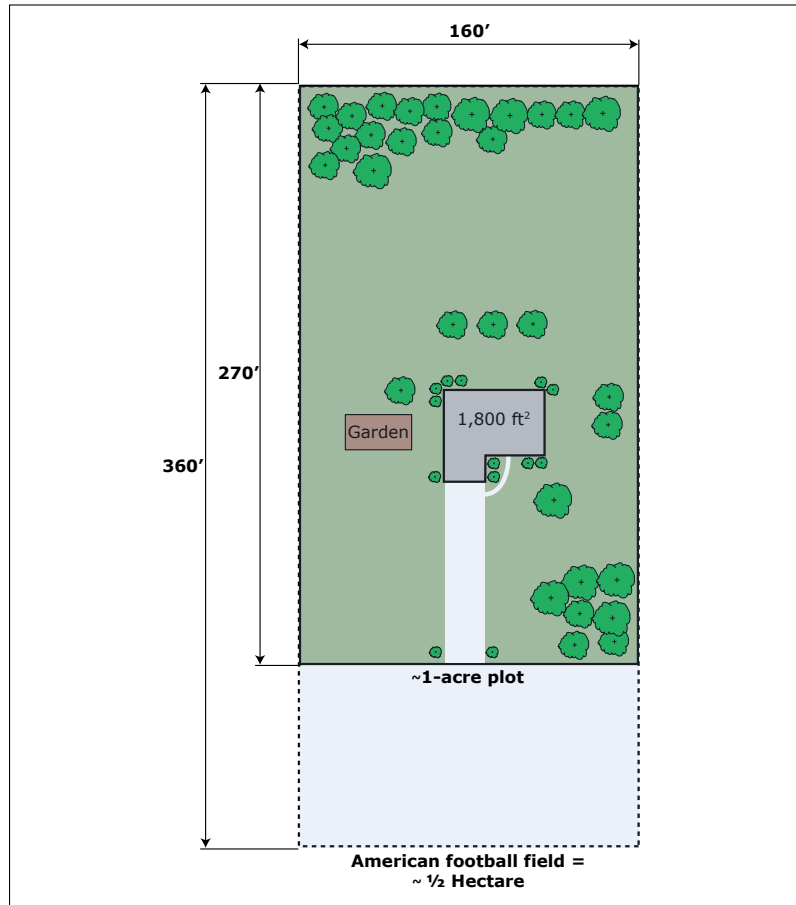 160’
270’
360’
1,800 ft²
Garden
~1-acre plot
American football field =
~ ½ Hectare